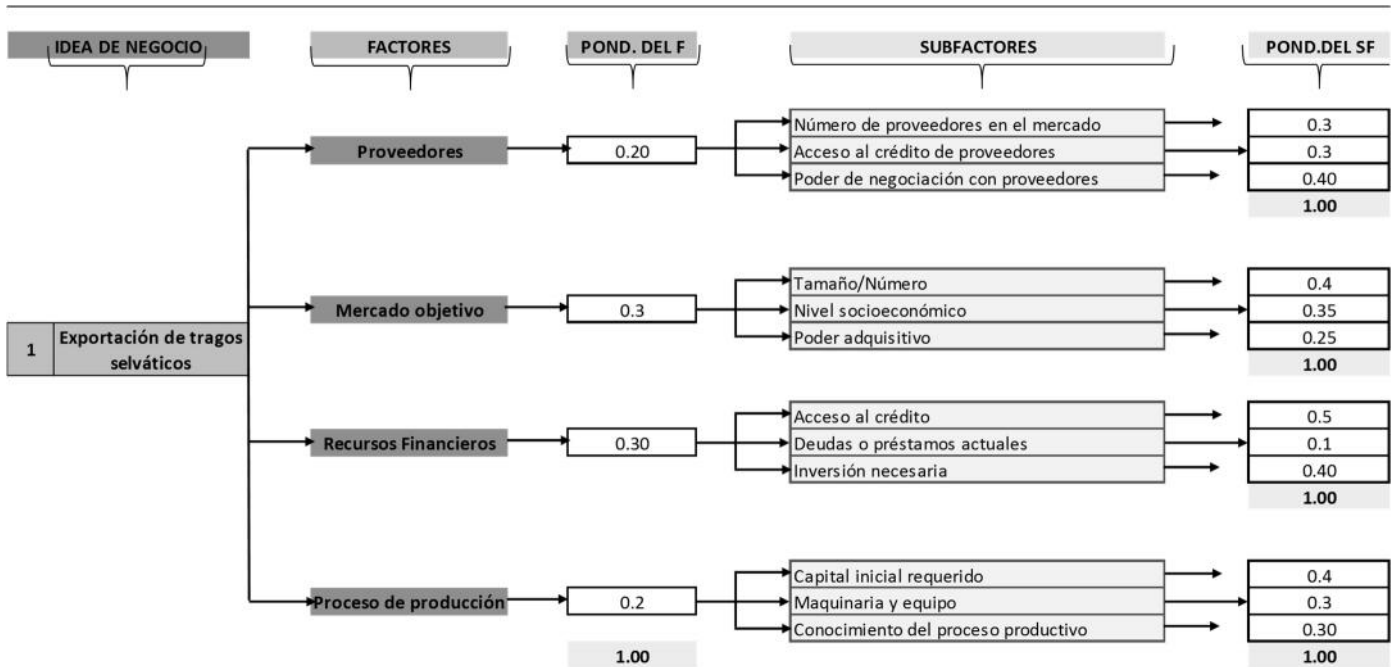 IDEA DE NEGOCIO FACTORES POND. DEL F SUBFACTORES POND.DEL SF
Número de proveedores en el mercado 0.3
Proveedores 0.20 Acceso al crédito de proveedores 0.3
Poder de negociación con proveedores 0.40
1.00
Tamaño/Número 0.4
Mercado objetivo 0.3 Nivel socioeconómico 0.35
Poder adquisitivo 0.25
1.00
1 Exportación de tragos
selváticos
Acceso al crédito 0.5
Recursos Financieros 0.30 Deudas o préstamos actuales 0.1
Inversión necesaria 0.40
1.00
Capital inicial requerido 0.4
Proceso de producción 0.2 Maquinaria y equipo 0.3
Conocimiento del proceso productivo 0.30
1.00 1.00